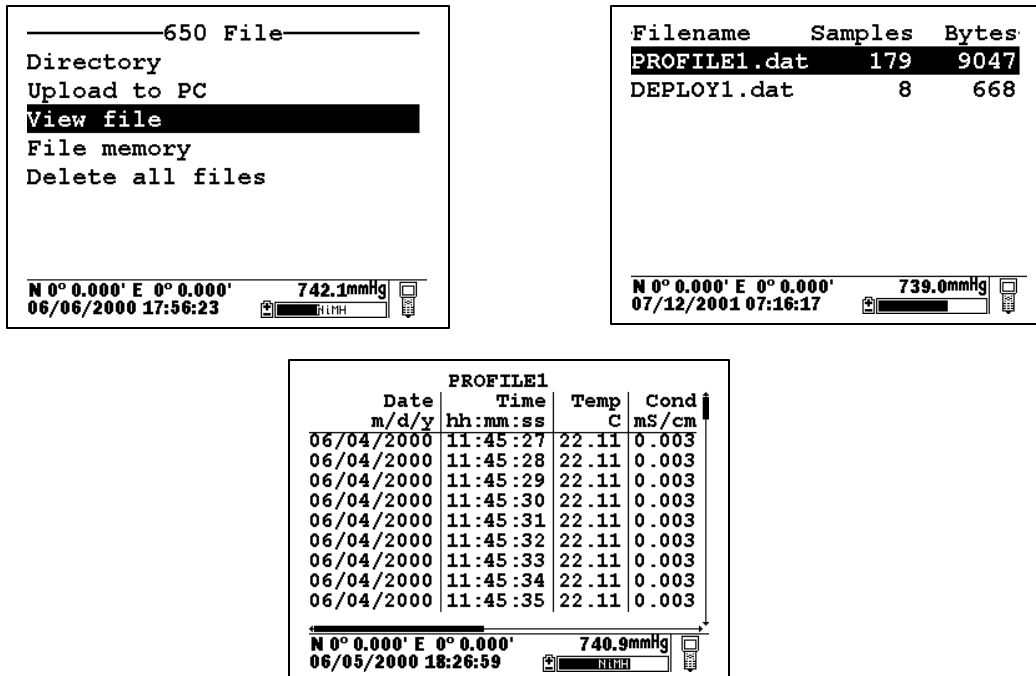 650 File
Directory
Upload to PC
View file
File memory
Delete all files
N 0° 0.000' E 0° 0.000' 742.1mmHg
06/06/2000 17:56:23 NiMH
Filename Samples Bytes
PROFILE1.dat 179 9047
DEPLOY1.dat 8 668
N 0° 0.000' E 0° 0.000' 739.0mmHg
07/12/2001 07:16:17
PROFILE1
Date Time Temp Cond
m/d/y hh:mm:ss C mS/cm
06/04/2000 11:45:27 22.11 0.003
06/04/2000 11:45:28 22.11 0.003
06/04/2000 11:45:29 22.11 0.003
06/04/2000 11:45:30 22.11 0.003
06/04/2000 11:45:31 22.11 0.003
06/04/2000 11:45:32 22.11 0.003
06/04/2000 11:45:33 22.11 0.003
06/04/2000 11:45:34 22.11 0.003
06/04/2000 11:45:35 22.11 0.003
N 0° 0.000' E 0° 0.000' 740.9mmHg
06/05/2000 18:26:59 NiMH